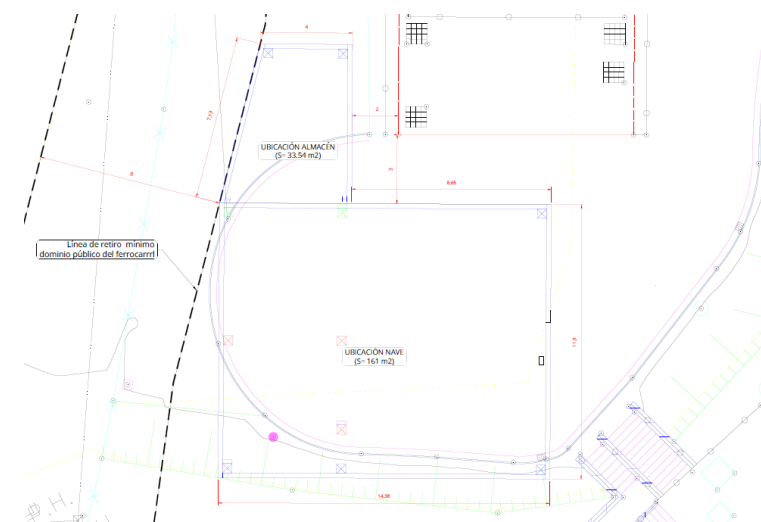 4
7,13
2
UBICACIÓN ALMACÉN
(S= 33.54 m2)
8
3
8,65
Línea de retiro mínimo
dominio público del ferrocarrl
11,9
UBICACIÓN NAVE
(S= 161 m2)
14,38